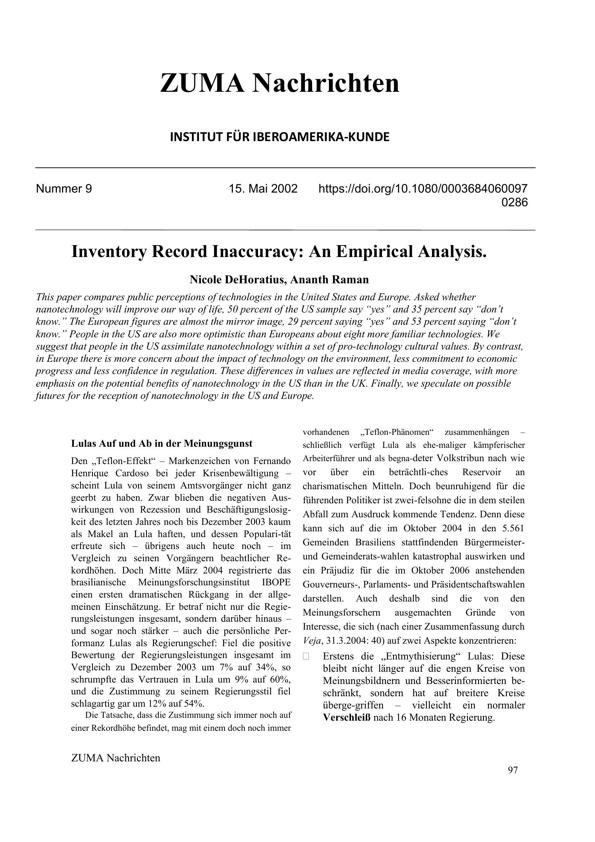 ZUMA Nachrichten
INSTITUT FÜR IBEROAMERIKA-KUNDE
Nummer 9
15. Mai 2002
https://doi.org/10.1080/0003684060097
0286
Inventory Record Inaccuracy: An Empirical Analysis.
Nicole DeHoratius, Ananth Raman
This paper compares public perceptions of technologies in the United States and Europe. Asked whether
nanotechnology will improve our way of life, 50 percent of the US sample say “yes” and 35 percent say “don’t
know.” The European figures are almost the mirror image, 29 percent saying “yes” and 53 percent saying “don’t
know.” People in the US are also more optimistic than Europeans about eight more familiar technologies. We
suggest that people in the US assimilate nanotechnology within a set of pro-technology cultural values. By contrast,
in Europe there is more concern about the impact of technology on the environment, less commitment to economic
progress and less confidence in regulation. These differences in values are reflected in media coverage, with more
emphasis on the potential benefits of nanotechnology in the US than in the UK. Finally, we speculate on possible
futures for the reception of nanotechnology in the US and Europe.
Lulas Auf und Ab in der Meinungsgunst
Den „Teflon-Effekt“ – Markenzeichen von Fernando
Henrique Cardoso bei jeder Krisenbewältigung –
scheint Lula von seinem Amtsvorgänger nicht ganz
geerbt zu haben. Zwar blieben die negativen Aus-
wirkungen von Rezession und Beschäftigungslosig-
keit des letzten Jahres noch bis Dezember 2003 kaum
als Makel an Lula haften, und dessen Populari-tät
erfreute sich – übrigens auch heute noch – im
Vergleich zu seinen Vorgängern beachtlicher Re-
kordhöhen. Doch Mitte März 2004 registrierte das
brasilianische Meinungsforschungsinstitut IBOPE
einen ersten dramatischen Rückgang in der allge-
meinen Einschätzung. Er betraf nicht nur die Regie-
rungsleistungen insgesamt, sondern darüber hinaus –
und sogar noch stärker – auch die persönliche Per-
formanz Lulas als Regierungschef: Fiel die positive
Bewertung der Regierungsleistungen insgesamt im
Vergleich zu Dezember 2003 um 7% auf 34%, so
schrumpfte das Vertrauen in Lula um 9% auf 60%,
und die Zustimmung zu seinem Regierungsstil fiel
schlagartig gar um 12% auf 54%.
Die Tatsache, dass die Zustimmung sich immer noch auf
einer Rekordhöhe befindet, mag mit einem doch noch immer
vorhandenen „Teflon-Phänomen“ zusammenhängen –
schließlich verfügt Lula als ehe-maliger kämpferischer
Arbeiterführer und als begna-deter Volkstribun nach wie
vor über ein beträchtli-ches Reservoir an
charismatischen Mitteln. Doch beunruhigend für die
führenden Politiker ist zwei-felsohne die in dem steilen
Abfall zum Ausdruck kommende Tendenz. Denn diese
kann sich auf die im Oktober 2004 in den 5.561
Gemeinden Brasiliens stattfindenden Bürgermeister-
und Gemeinderats-wahlen katastrophal auswirken und
ein Präjudiz für die im Oktober 2006 anstehenden
Gouverneurs-, Parlaments- und Präsidentschaftswahlen
darstellen. Auch deshalb sind die von den
Meinungsforschern ausgemachten Gründe von
Interesse, die sich (nach einer Zusammenfassung durch
Veja, 31.3.2004: 40) auf zwei Aspekte konzentrieren:
□ Erstens die „Entmythisierung“ Lulas: Diese
bleibt nicht länger auf die engen Kreise von
Meinungsbildnern und Besserinformierten be-
schränkt, sondern hat auf breitere Kreise
überge-griffen – vielleicht ein normaler
Verschleiß nach 16 Monaten Regierung.
ZUMA Nachrichten
97